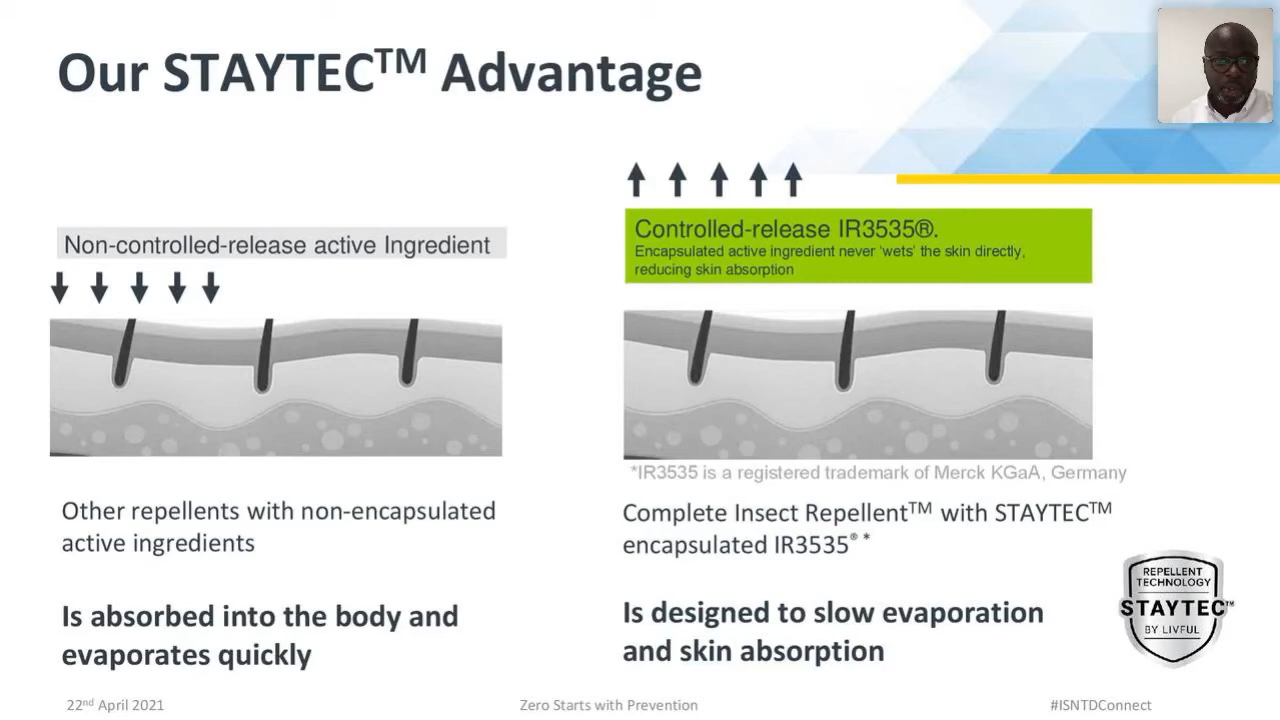 Our STAYTEC™ Advantage
Non-controlled-release active Ingredient
Other repellents with non-encapsulated
active ingredients
Is absorbed into the body and
evaporates quickly
Controlled-release IR3535®.
Encapsulated active ingredient never 'wets' the skin directly,
reducing skin absorption
*IR3535 is a registered trademark of Merck KGaA, Germany
Complete Insect Repellent™ with STAYTEC™
encapsulated IR3535® *
Is designed to slow evaporation
and skin absorption
REPELLENT
TECHNOLOGY
STAYTEC™
BY LIVFUL
22nd April 2021
Zero Starts with Prevention
#ISNTDConnect